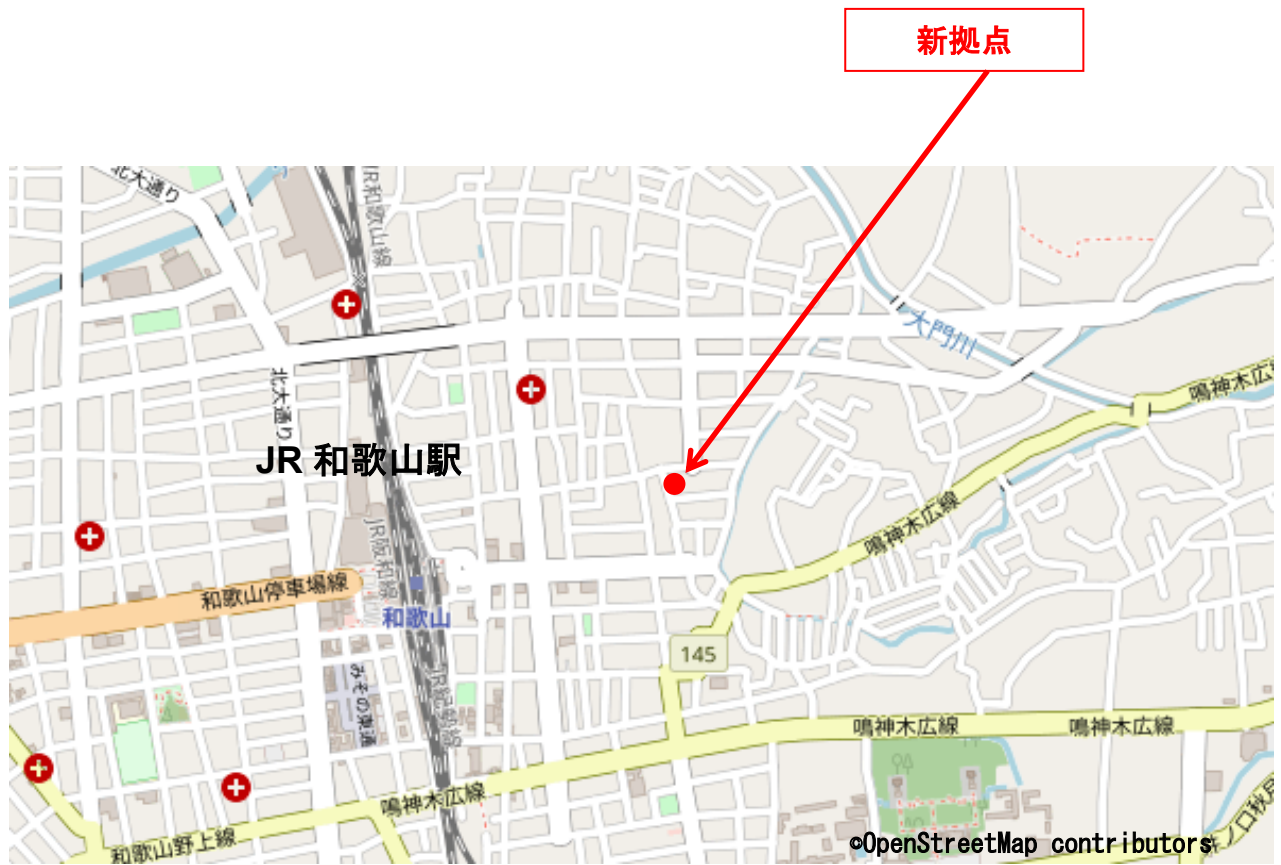 新拠点
北大通り
JR和歌山線
大門川
鳴神木広線
北大通り
JR 和歌山駅
鳴神木広線
JR阪和線
和歌山停車場線
和歌山
145
みその東通
JR紀勢線
鳴神木広線
鳴神木広線
鳴神木広線
和歌山野上線
©OpenStreetMap contributors